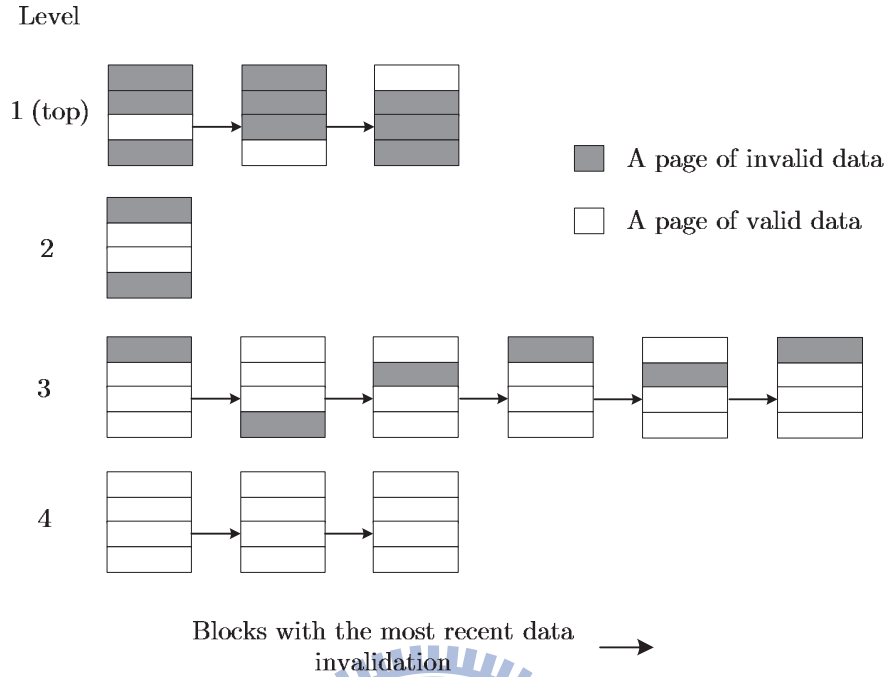 Level
1 (top)
A page of invalid data
A page of valid data
2
3
4
Blocks with the most recent data
invalidation